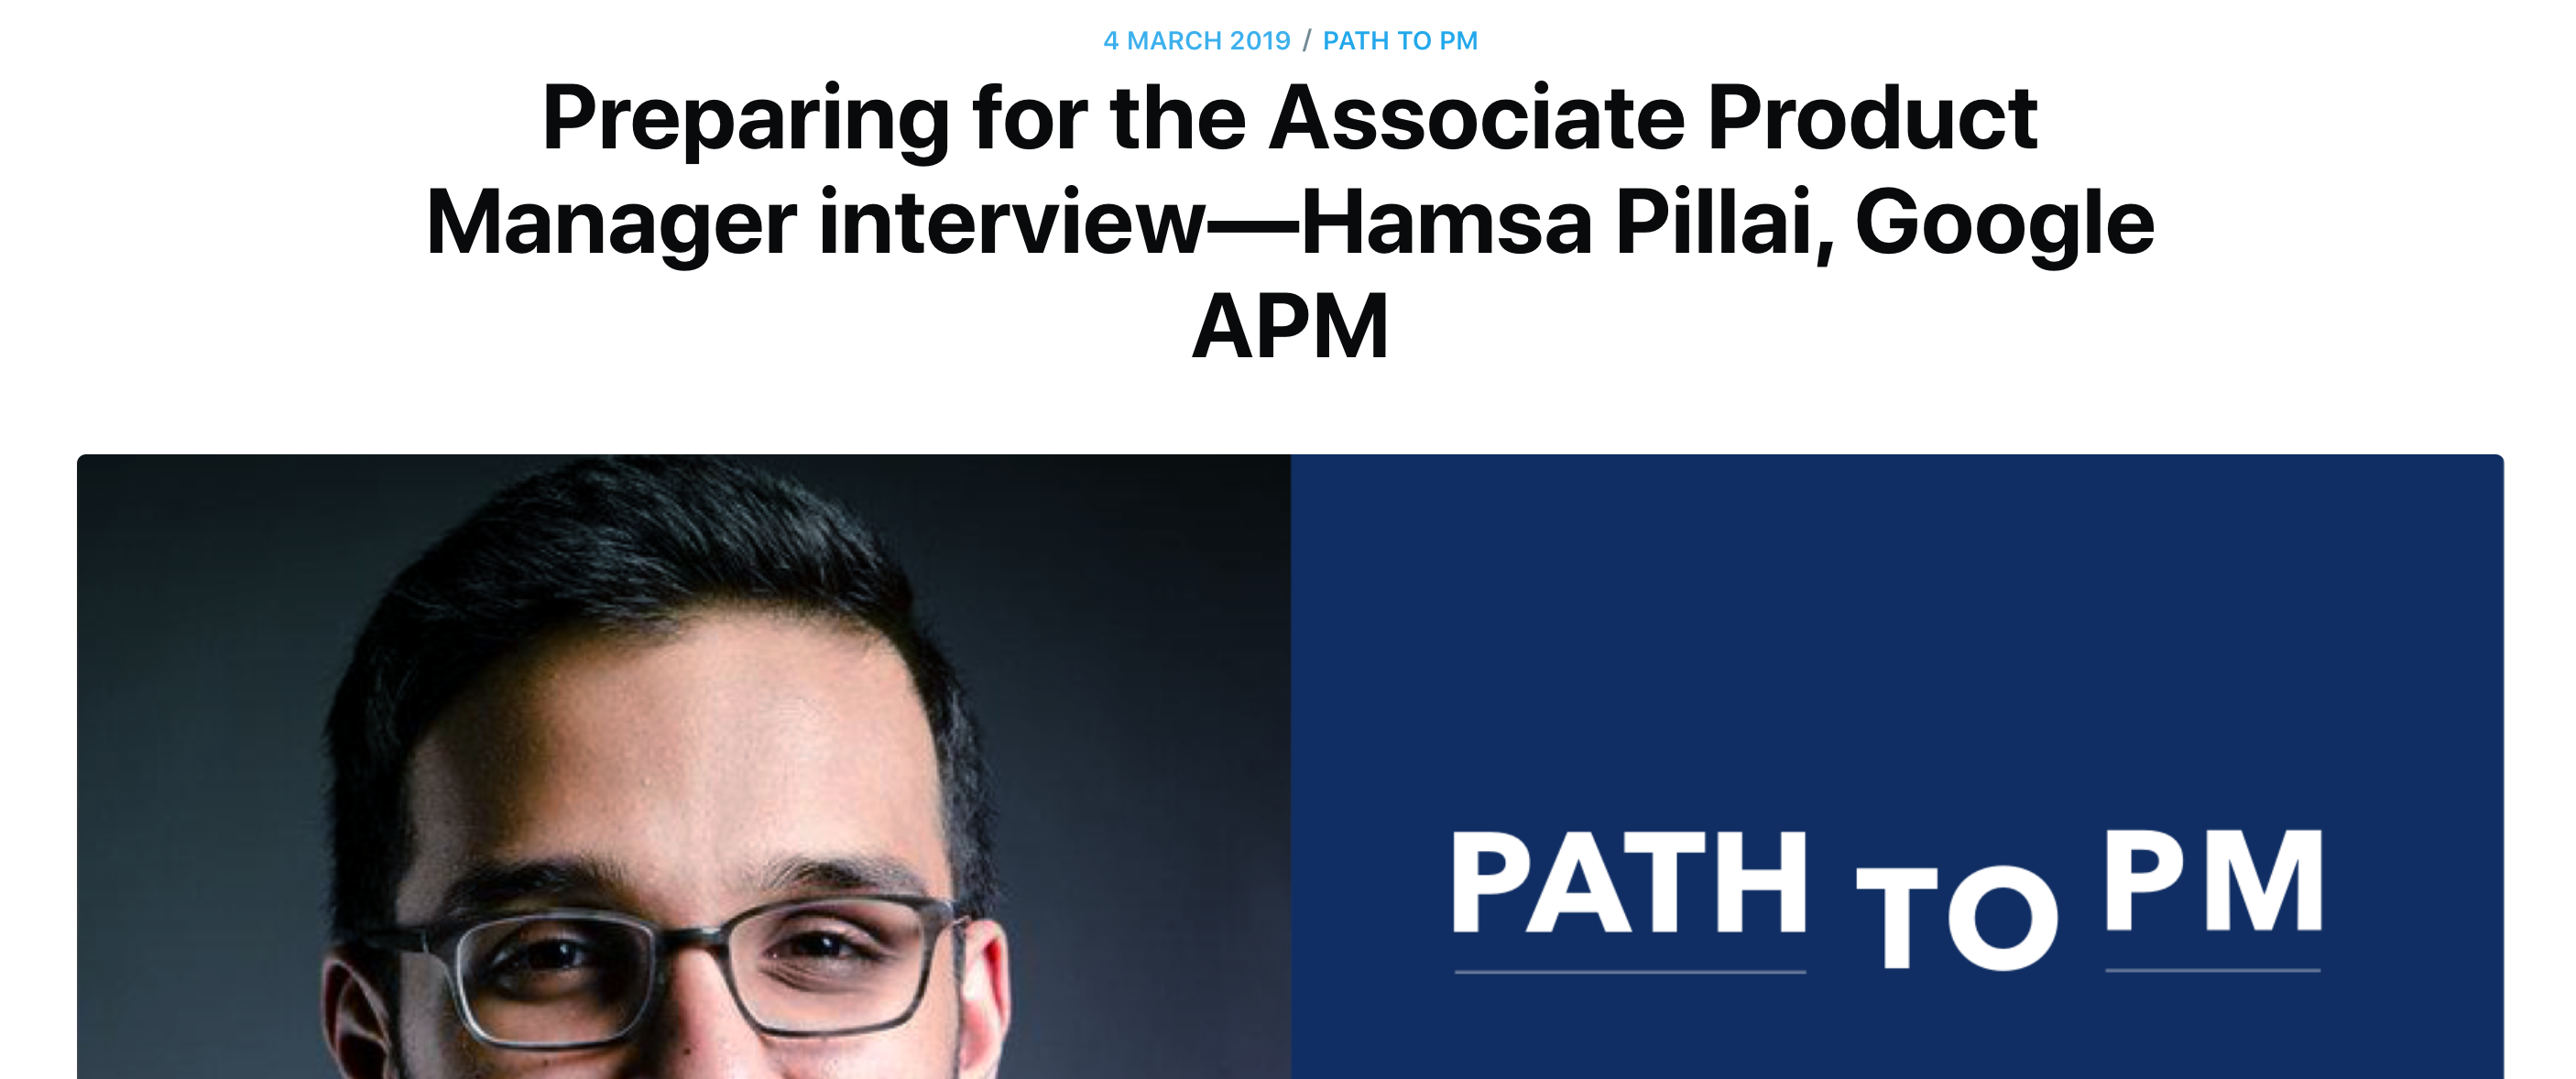 4 MARCH 2019 / PATH TO PM
Preparing for the Associate Product
Manager interview—Hamsa Pillai, Google
APM
PATH TO PM